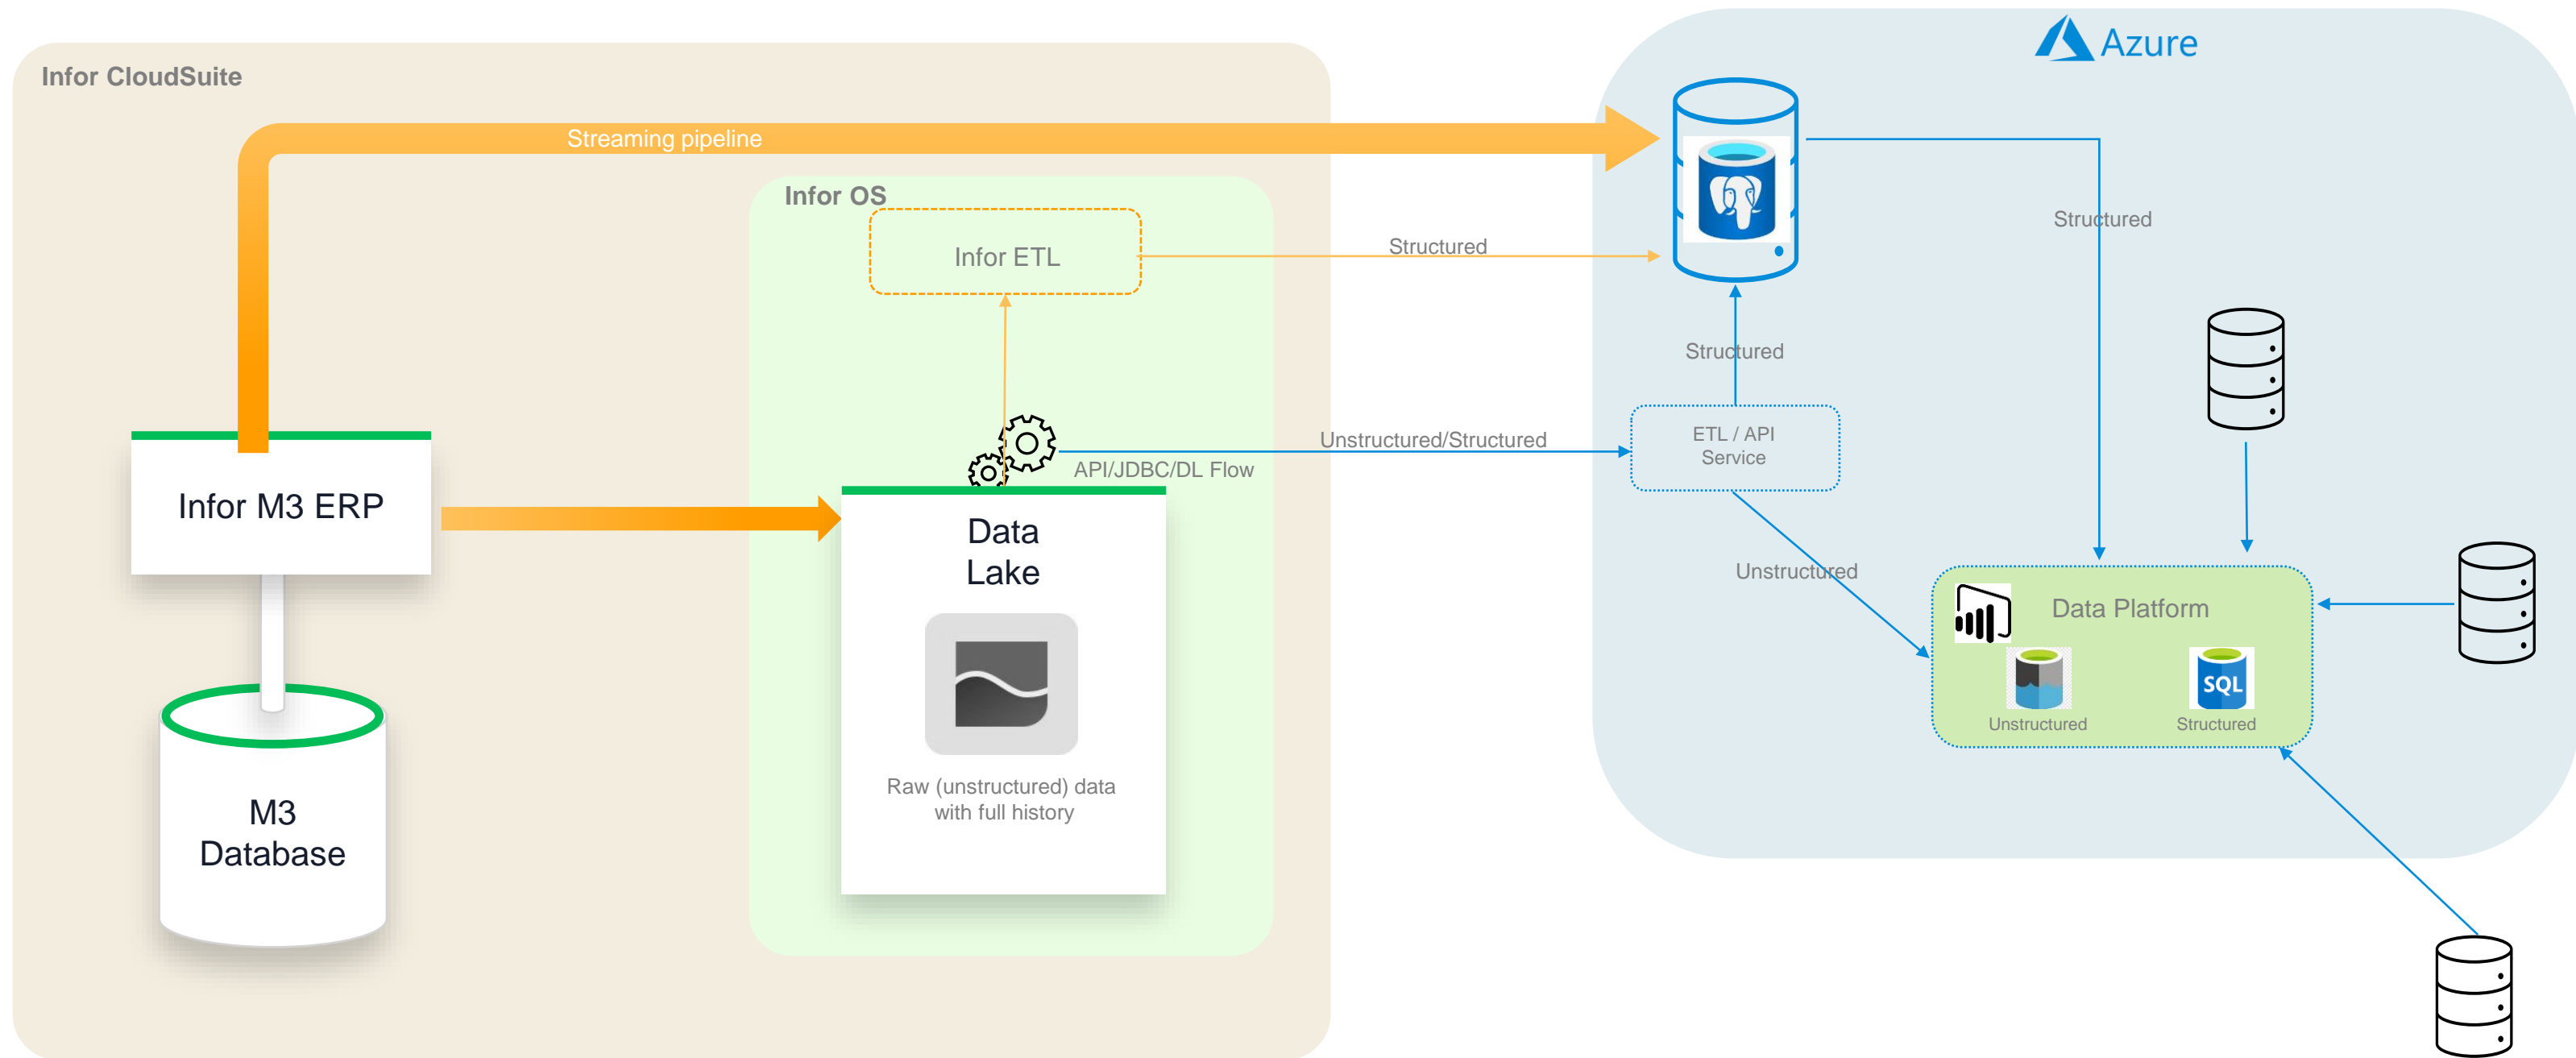 Azure
Infor CloudSuite
Streaming pipeline
Infor OS
Infor ETL
Structured
Structured
Structured
Unstructured/Structured
API/JDBC/DL Flow
ETL / API
Service
Infor M3 ERP
Data
Lake
Unstructured
Data Platform
SQL
Unstructured
Structured
Raw (unstructured) data
with full history
M3
Database